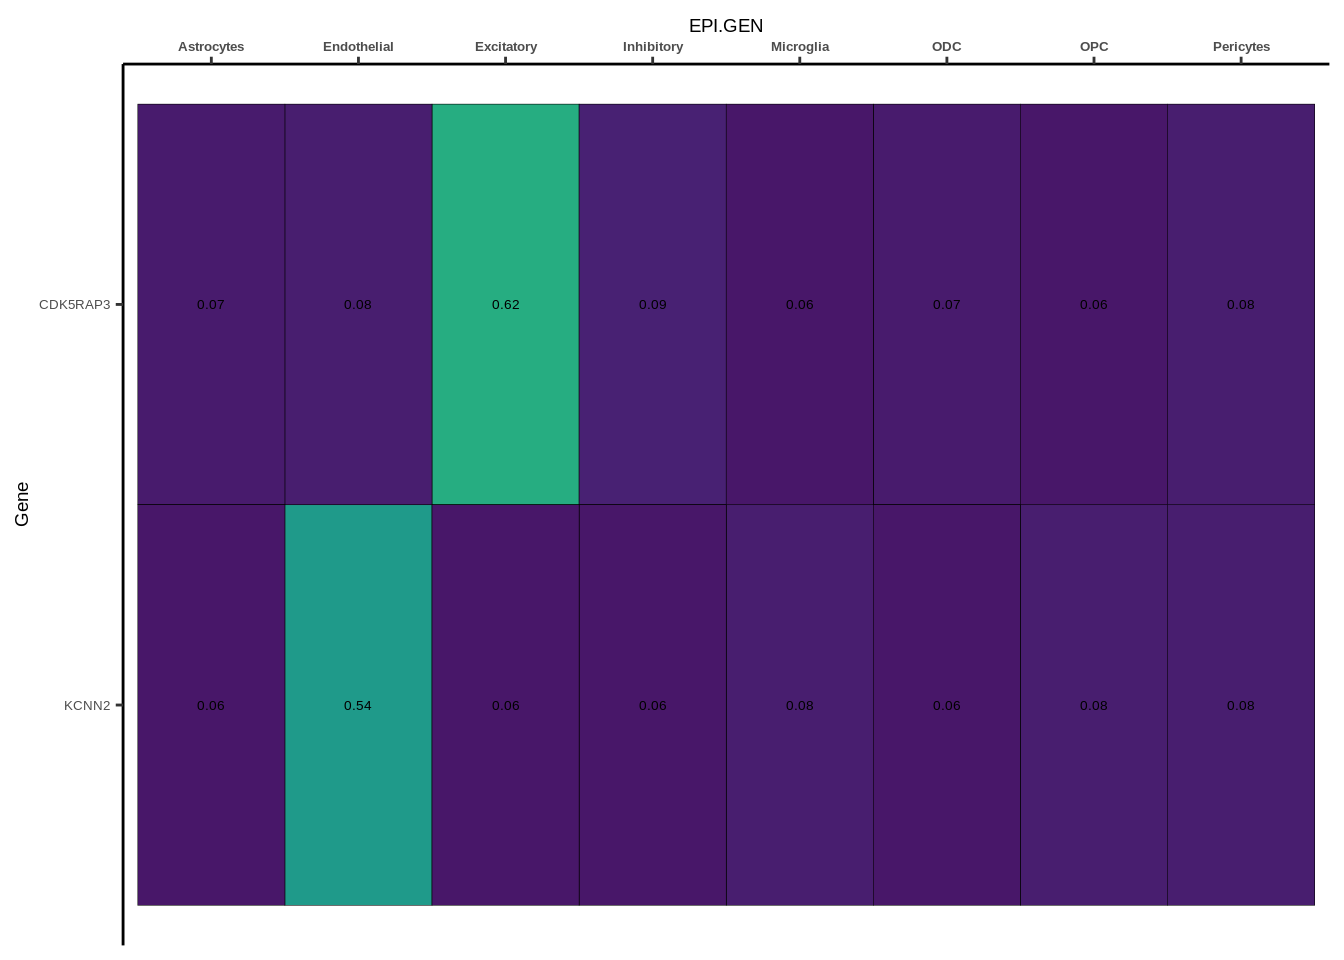 EPI.GEN
Astrocytes Endothelial Excitatory Inhibitory Microglia ODC OPC Pericytes
CDK5RAP3 0.07 0.08 0.62 0.09 0.06 0.07 0.06 0.08
Gene
KCNN2 0.06 0.54 0.06 0.06 0.08 0.06 0.08 0.08